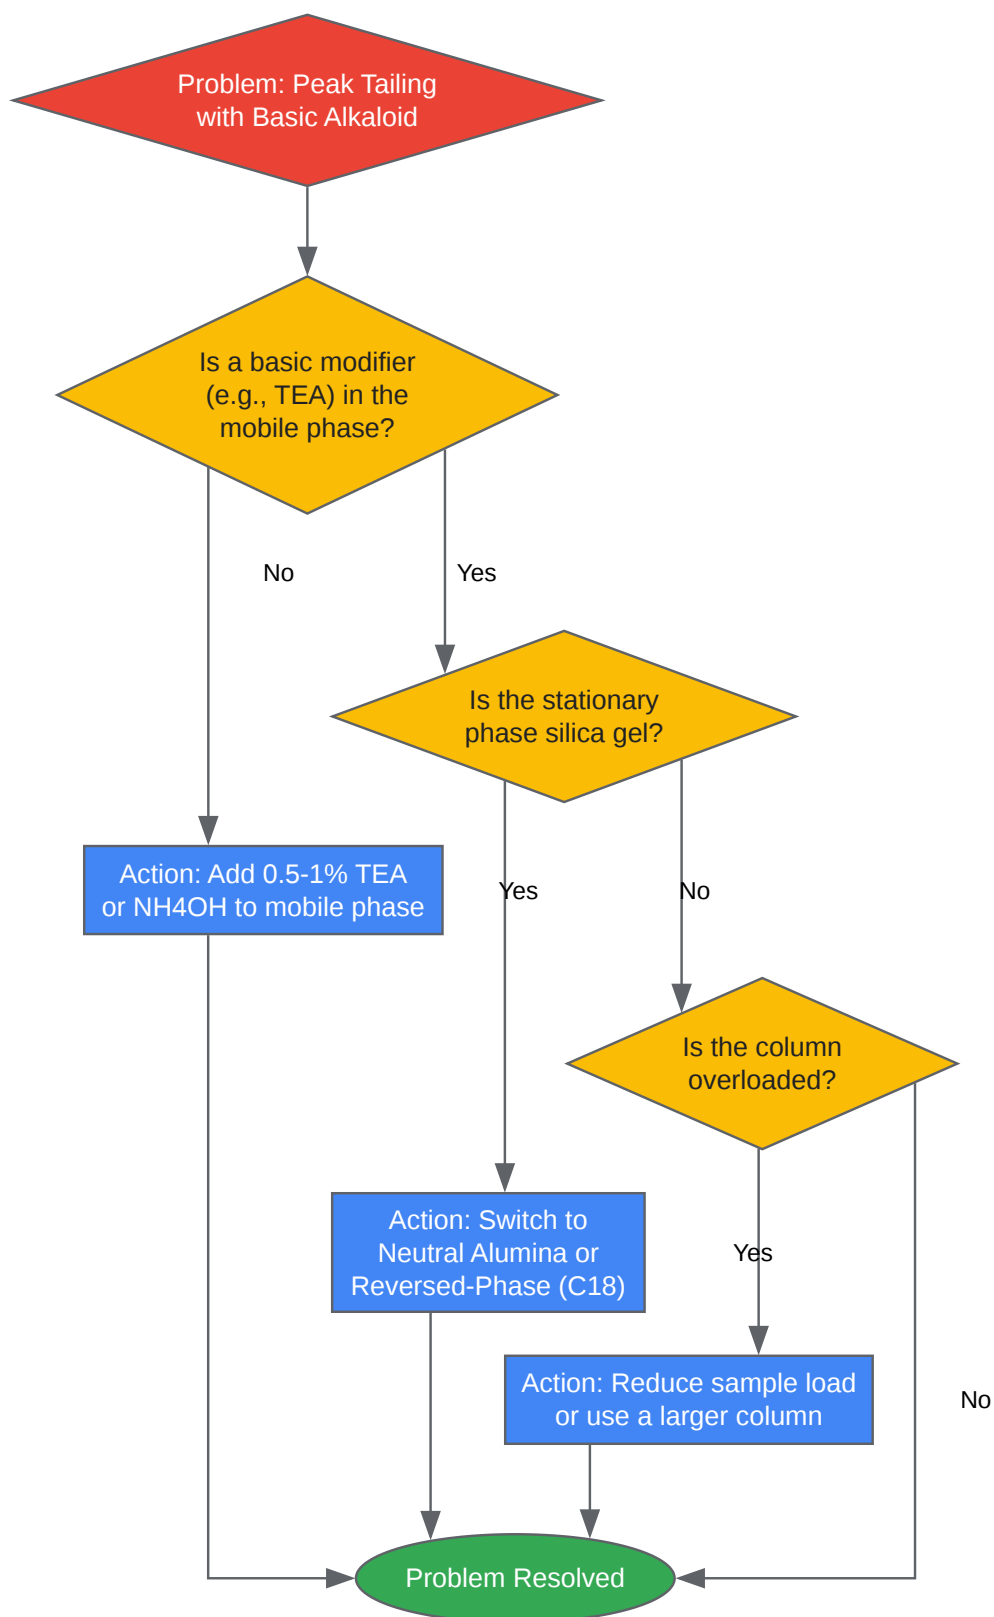 Problem: Peak Tailing
with Basic Alkaloid
Is a basic modifier
(e.g., TEA) in the
mobile phase?
No
Yes
Is the stationary
phase silica gel?
Action: Add 0.5-1% TEA
or NH4OH to mobile phase
Yes
No
Is the column
overloaded?
Action: Switch to
Neutral Alumina or
Reversed-Phase (C18)
Yes
Action: Reduce sample load
or use a larger column
No
Problem Resolved